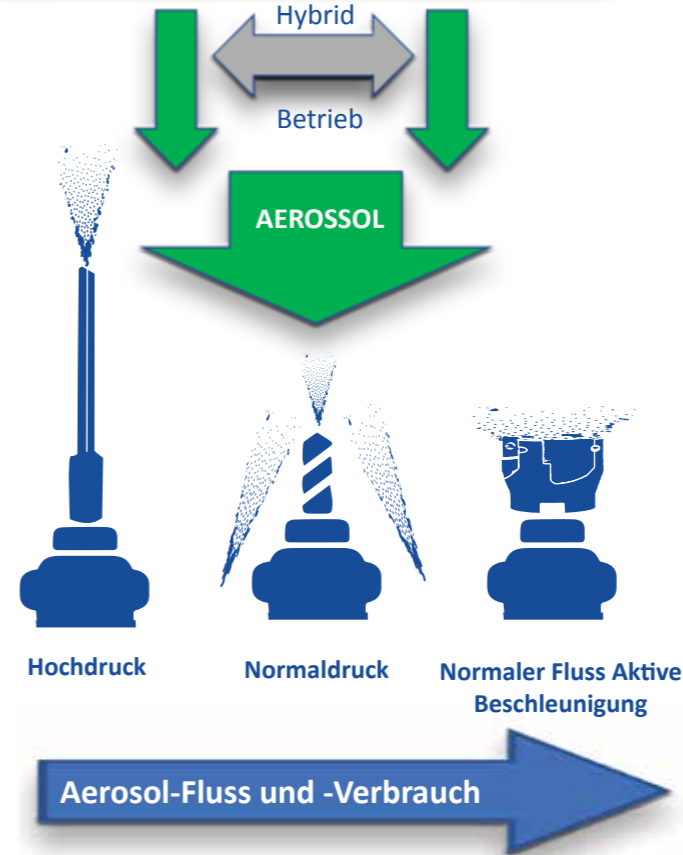 Hybrid
Betrieb
AEROSSOL
Hochdruck
Normaldruck
Normaler Fluss Aktive
Beschleunigung
Aerosol-Fluss und -Verbrauch